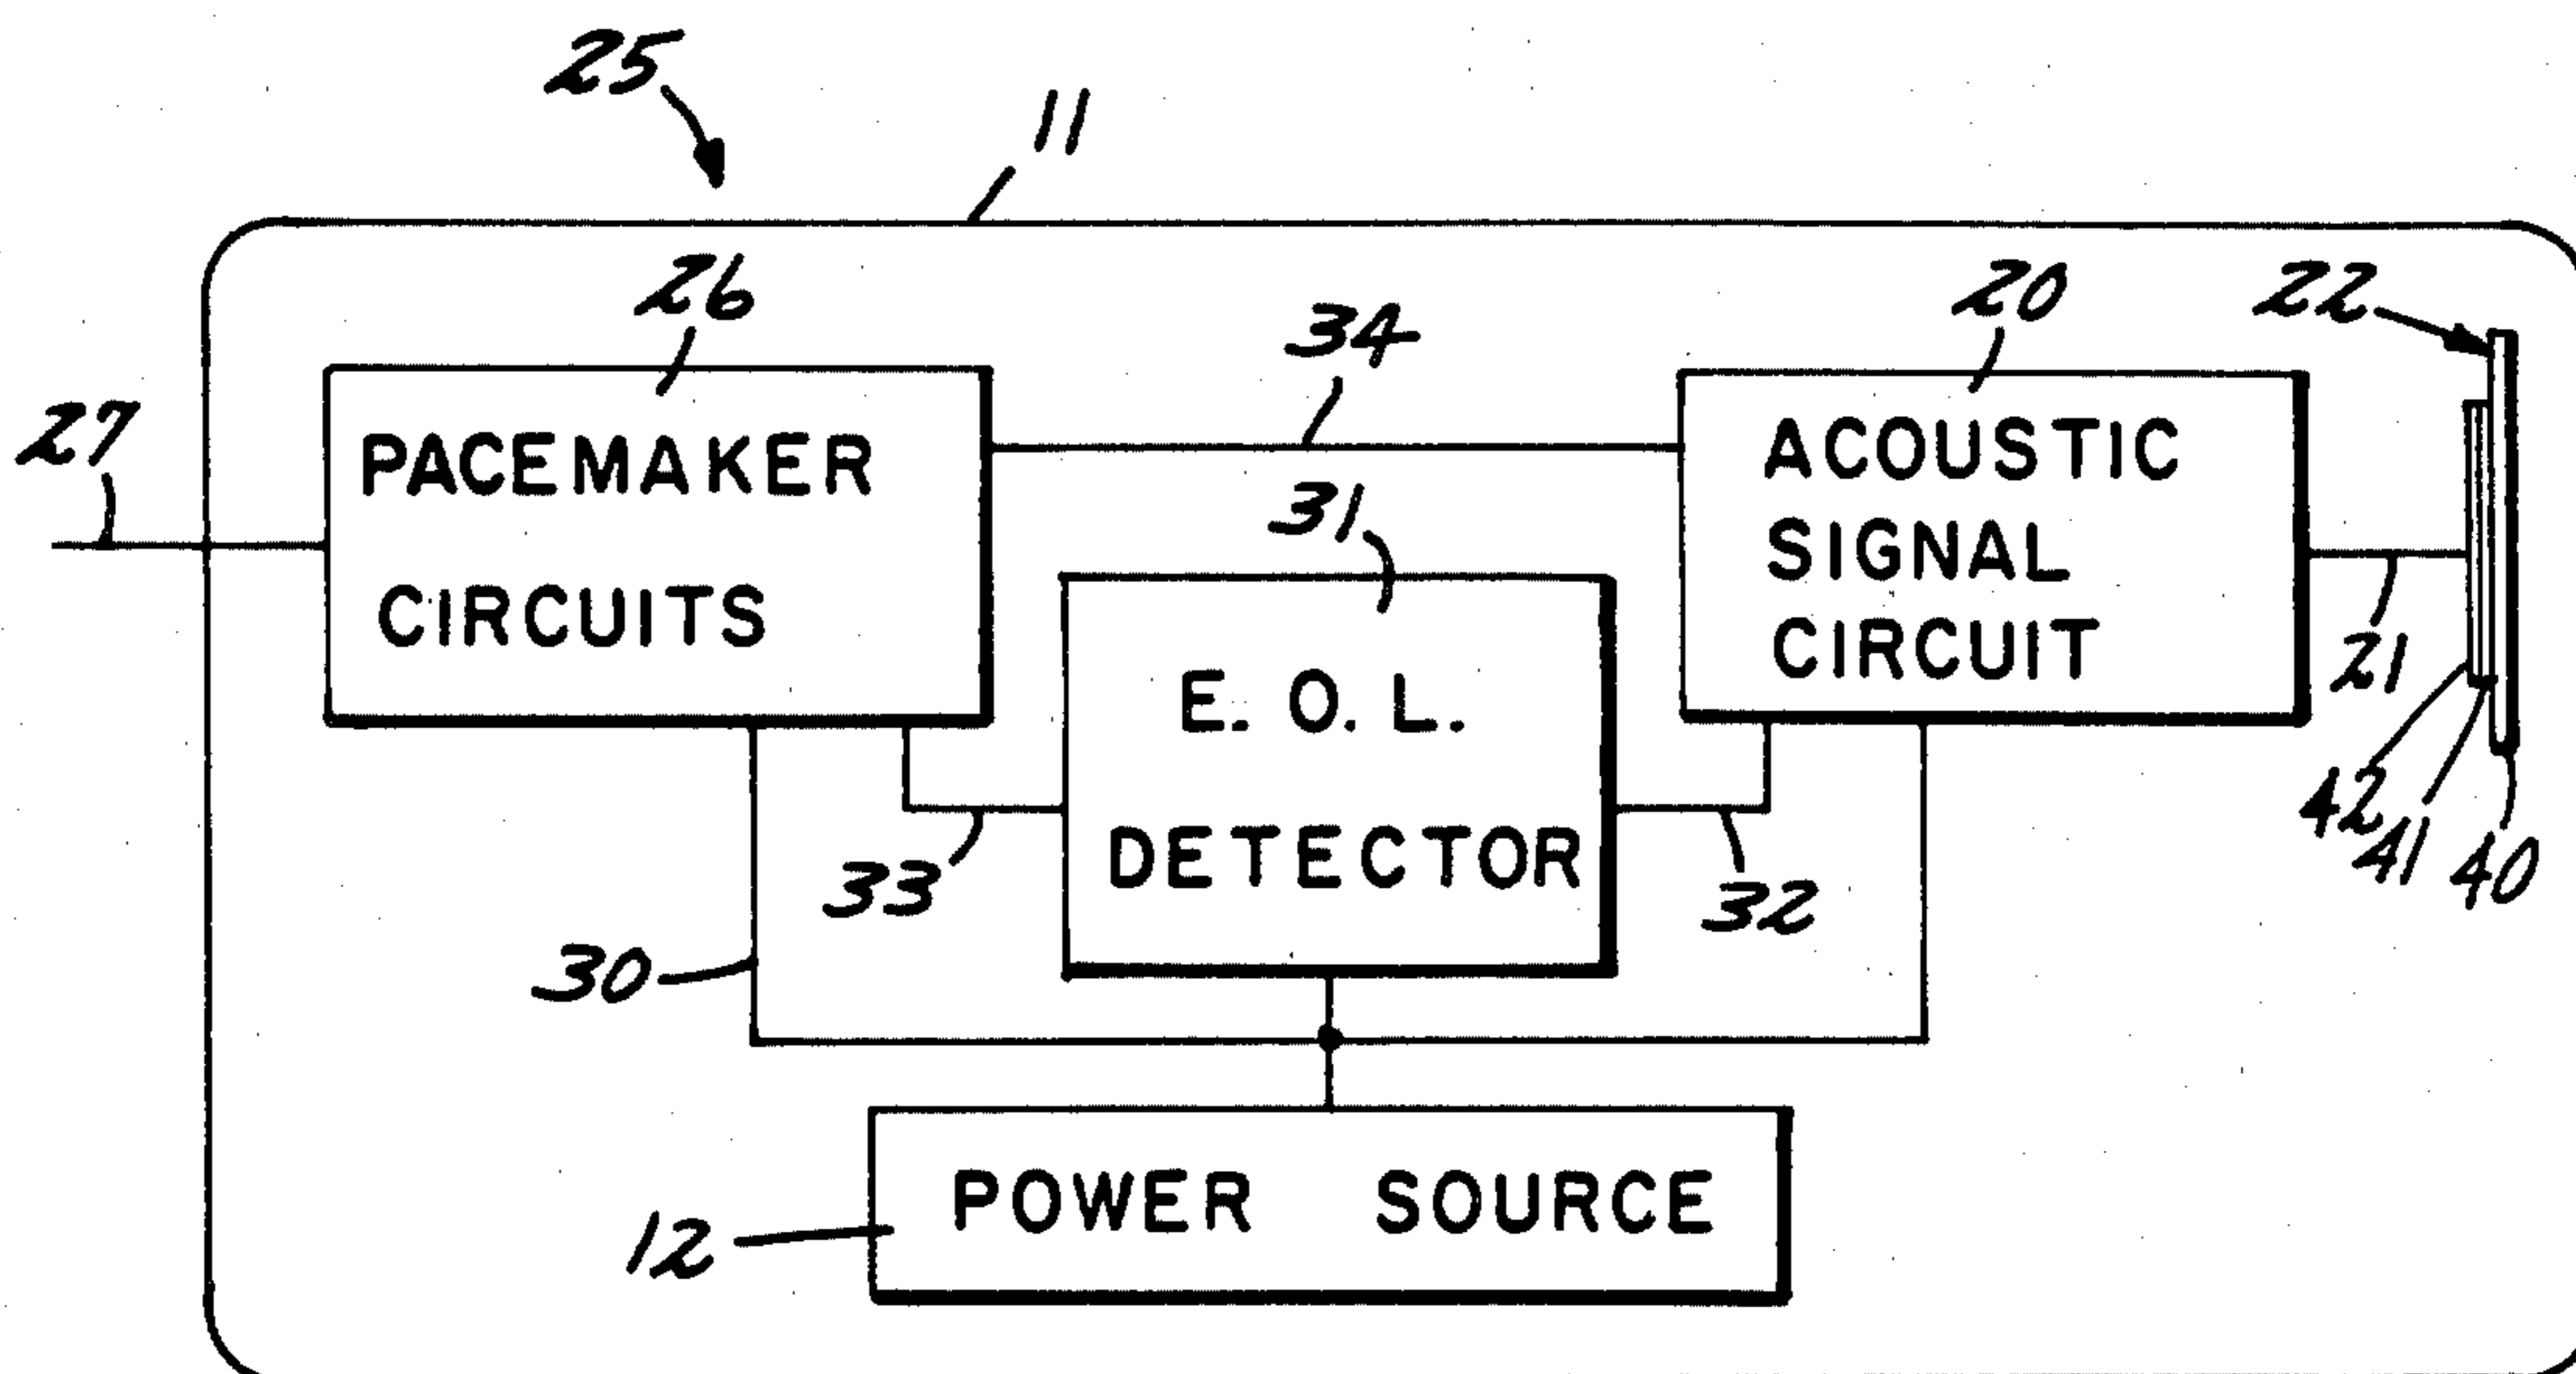 25
11
26
34
20
22
27
PACEMAKER
CIRCUITS
31
ACOUSTIC
SIGNAL
CIRCUIT
21
E. O. L.
DETECTOR
42
41
40
33
32
30
12
POWER SOURCE